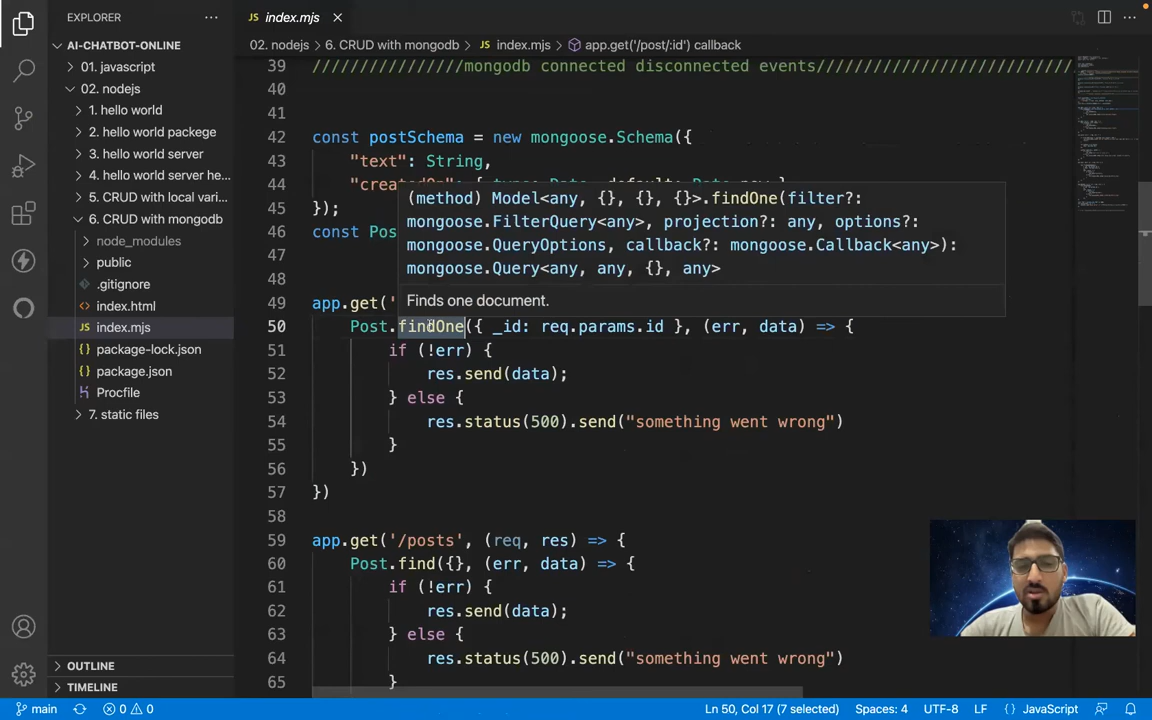 EXPLORER
AI-CHATBOT-ONLINE
01. javascript
02. nodejs
1. hello world
2. hello world packege
3. hello world server
4. hello world server he...
5. CRUD with local vari...
6. CRUD with mongodb
node_modules
public
.gitignore
index.html
index.mjs
package-lock.json
package.json
Procfile
7. static files
OUTLINE
TIMELINE
JS index.mjs
02. nodejs > 6. CRUD with mongodb > JS index.mjs > app.get('/post/:id') callback
39 ////////////////mongodb connected disconnected events///////////////////////////
40
41
42 const postSchema = new mongoose.Schema({
43 "text": String,
44
45 });
46 const Pos
47
48
(method) Model<any, {}, {}, {}>.findOne(filter?:
mongoose.FilterQuery<any>, projection?: any, options?:
mongoose.QueryOptions, callback?: mongoose.Callback<any>):
mongoose.Query<any, any, {}, any>
Finds one document.
49 app.get('
50 Post.findOne({ _id: req.params.id }, (err, data) => {
51 if (!err) {
52 res.send(data);
53 } else {
54 res.status(500).send("something went wrong")
55 }
56 })
57 })
58
59 app.get('/posts', (req, res) => {
60 Post.find({}, (err, data) => {
61 if (!err) {
62 res.send(data);
63 } else {
64 res.status(500).send("something went wrong")
65 }
main 0 0 Ln 50, Col 17 (7 selected) Spaces: 4 UTF-8 LF {} JavaScript